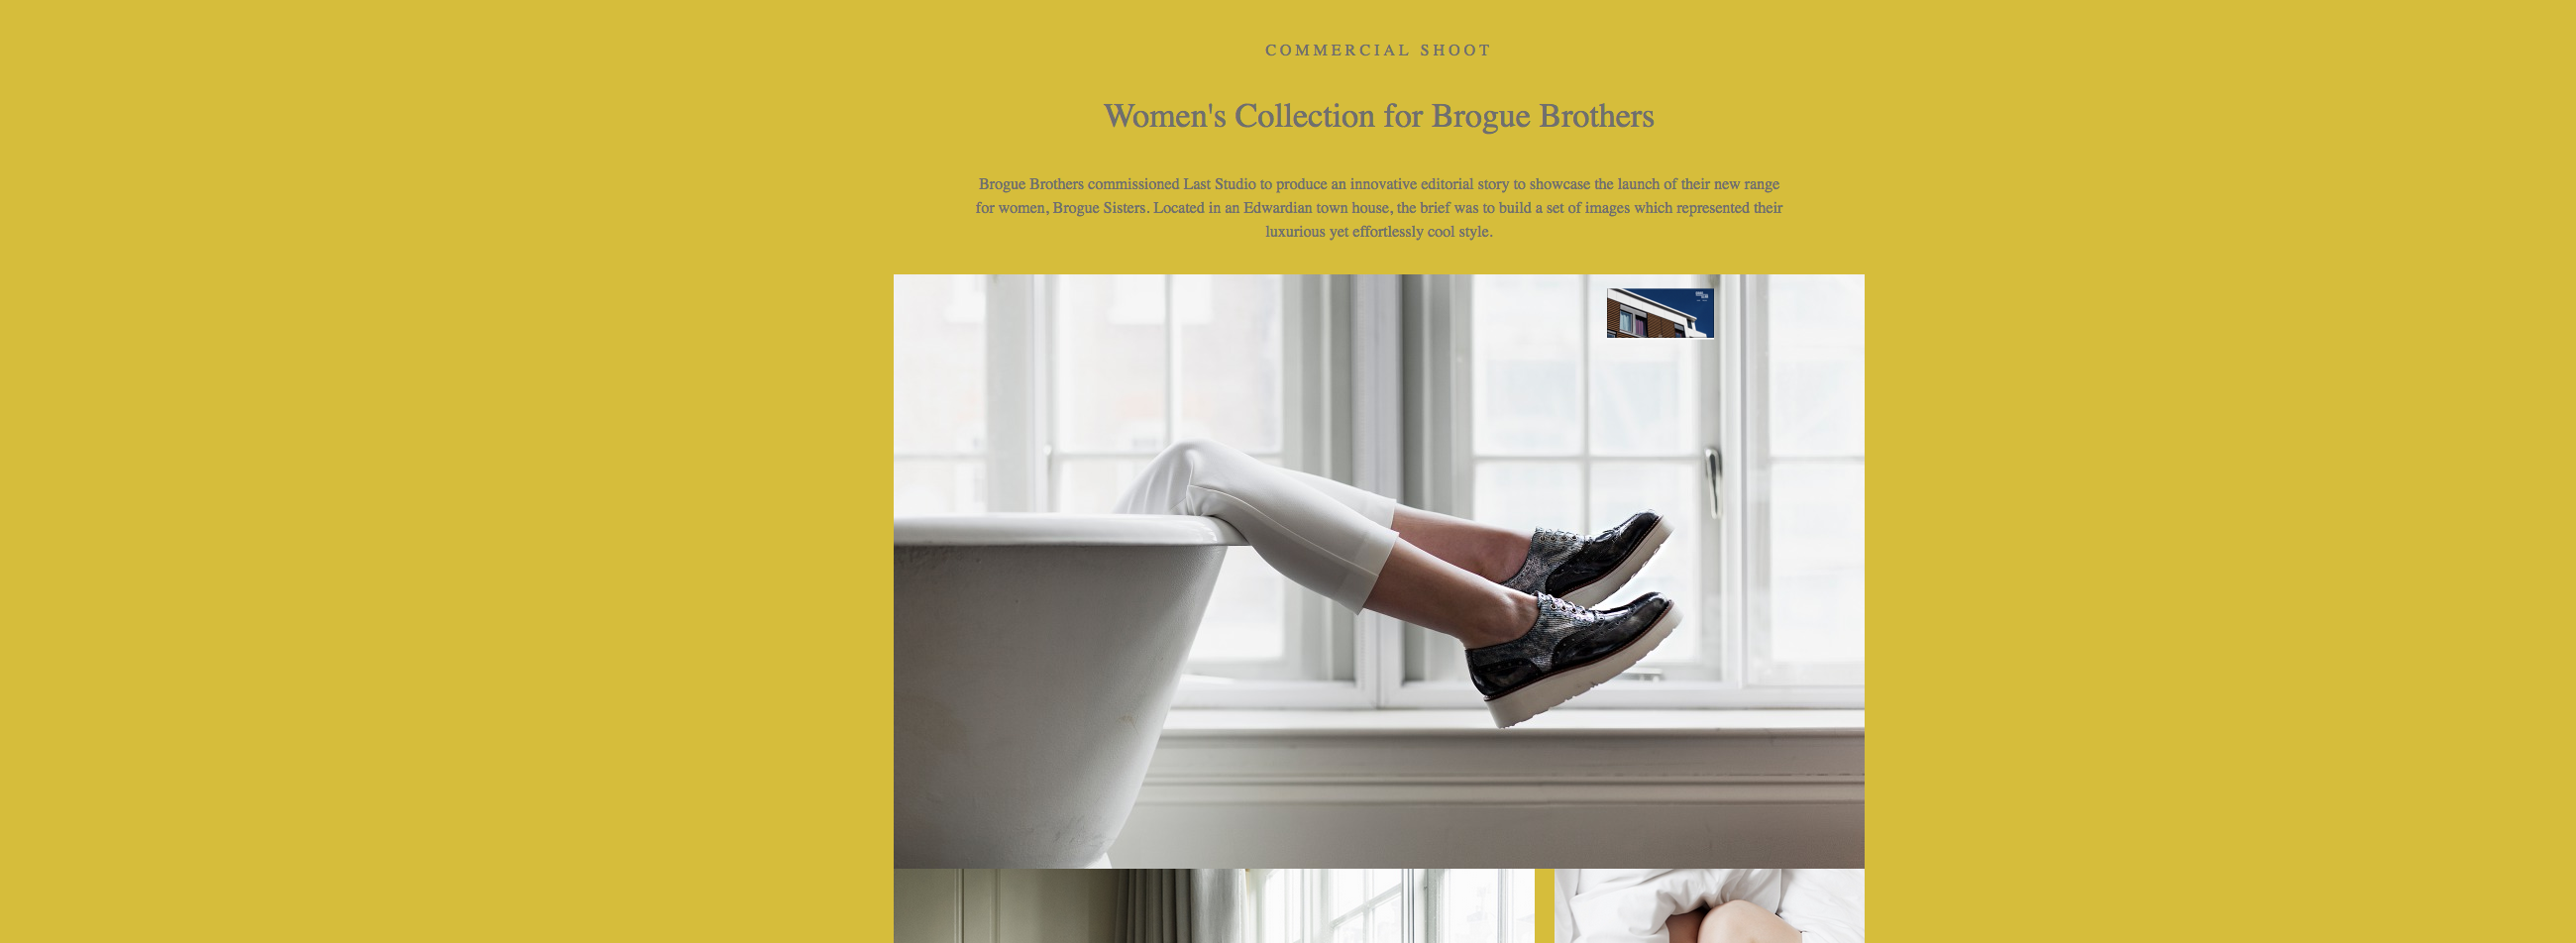 COMMERCIAL SHOOT
Women's Collection for Brogue Brothers
Brogue Brothers commissioned Last Studio to produce an innovative editorial story to showcase the launch of their new range
for women, Brogue Sisters. Located in an Edwardian town house, the brief was to build a set of images which represented their
luxurious yet effortlessly cool style.